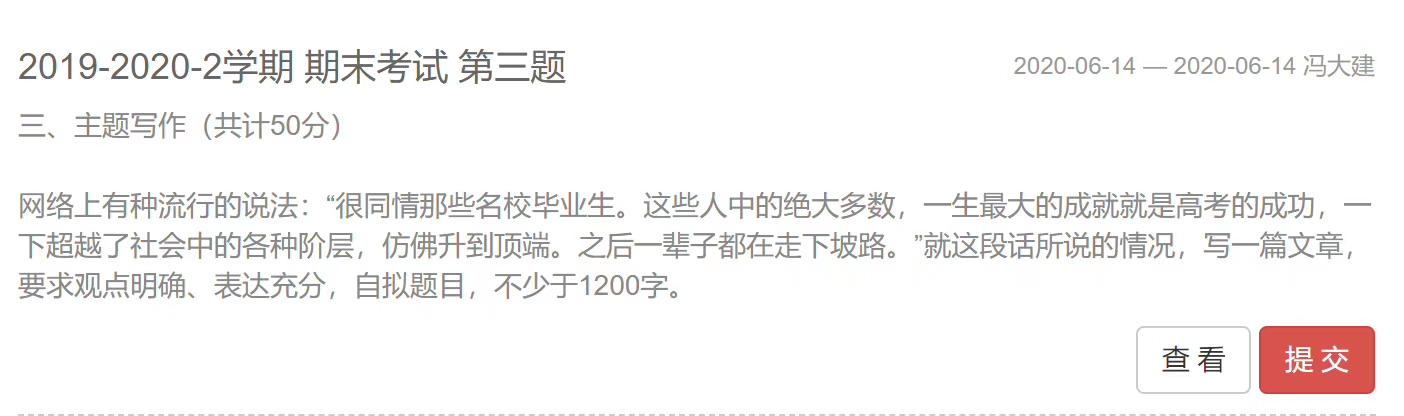 2019-2020-2学期 期末考试 第三题
2020-06-14 — 2020-06-14 冯大建
三、主题写作（共计50分）
网络上有种流行的说法：“很同情那些名校毕业生。这些人中的绝大多数，一生最大的成就就是高考的成功，一
下超越了社会中的各种阶层，仿佛升到顶端。之后一辈子都在走下坡路。”就这段话所说的情况，写一篇文章，
要求观点明确、表达充分，自拟题目，不少于1200字。
查 看
提 交